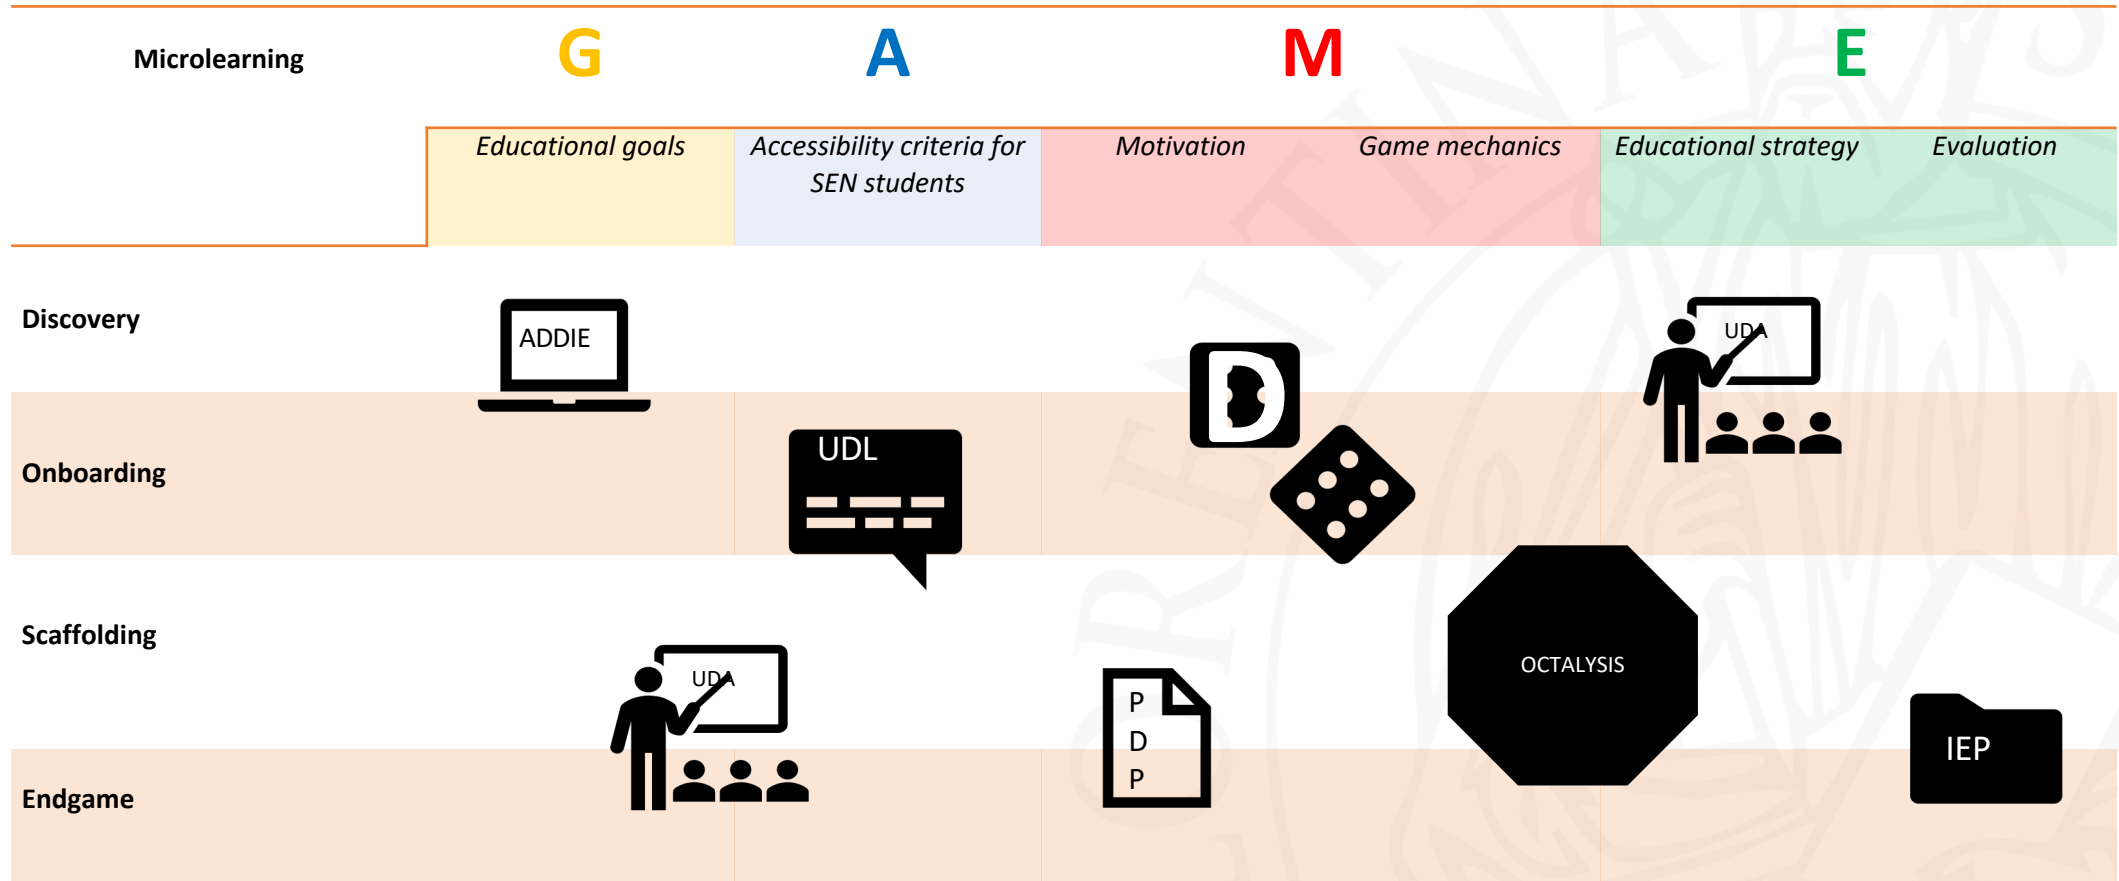 Microlearning
G
A
M
E
Educational goals
Accessibility criteria for
SEN students
Motivation
Game mechanics
Educational strategy
Evaluation
Discovery
ADDIE
D
UDA
Onboarding
UDL
Scaffolding
UDA
P
D
P
OCTALYSIS
IEP
Endgame